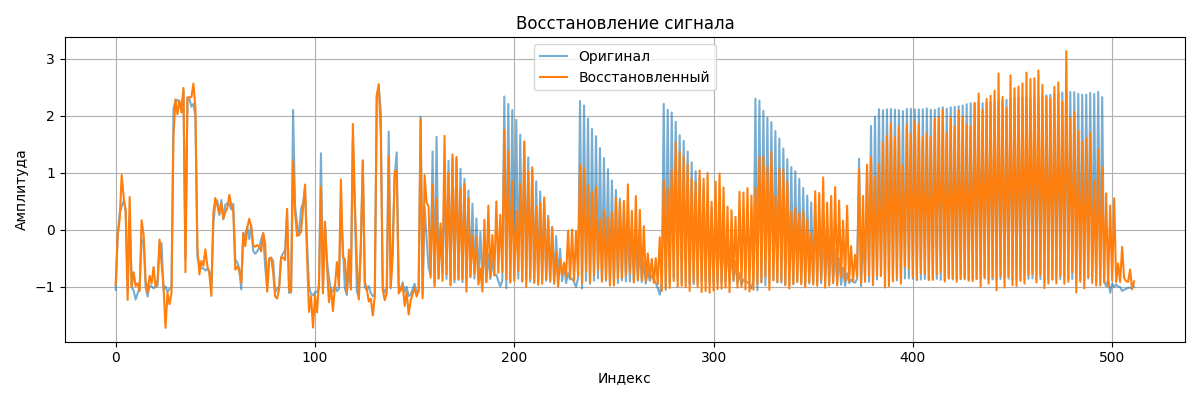 Восстановление сигнала
Оригинал
Восстановленный
Амплитуда
3
2
1
0
−1
0
100
200
300
400
500
Индекс